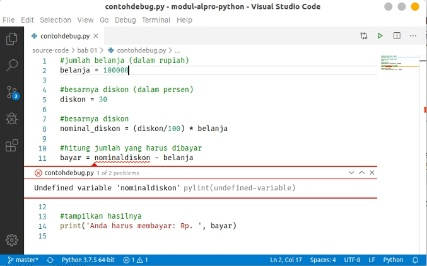 contohdebug.py - modul-alpro-python - Visual Studio Code
File Edit Selection View Go Debug Terminal Help
contohdebug.py ×
source-code > bab 01 > contohdebug.py > ...
1 #jumlah belanja (dalam rupiah)
2 belanja = 100000
3
4 #besarnya diskon (dalam persen)
5 diskon = 30
6
7 #besarnya diskon
8 nominal_diskon = (diskon/100) * belanja
9
10 #hitung jumlah yang harus dibayar
11 bayar = nominaldiskon - belanja
contohdebug.py 1 of 2 problems
Undefined variable 'nominaldiskon' pylint(undefined-variable)
12
13 #tampilkan hasilnya
14 print('Anda harus membayar: Rp. ', bayar)
15
master* Python 3.7.5 64-bit 1 1 Ln 2, Col 17 Spaces: 4 UTF-8 LF Python